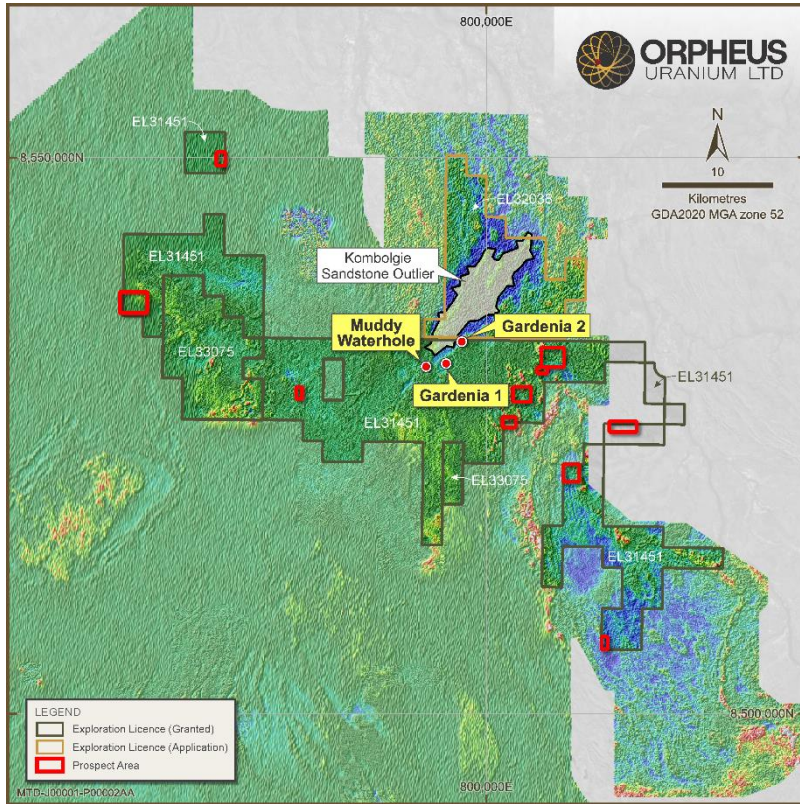 800,000E
ORPHEUS
URANIUM LTD
EL31451
8,550,000N
N
10
Kilometres
GDA2020 MGA zone 52
EL32038
EL31451
Kombolgie
Sandstone Outlier
Muddy
Waterhole
Gardenia 2
EL33075
EL31451
Gardenia 1
EL31451
EL33075
EL31451
LEGEND
Exploration Licence (Granted)
Exploration Licence (Application)
Prospect Area
8,500,000N
MTD-J00001-P00002AA
800,000E